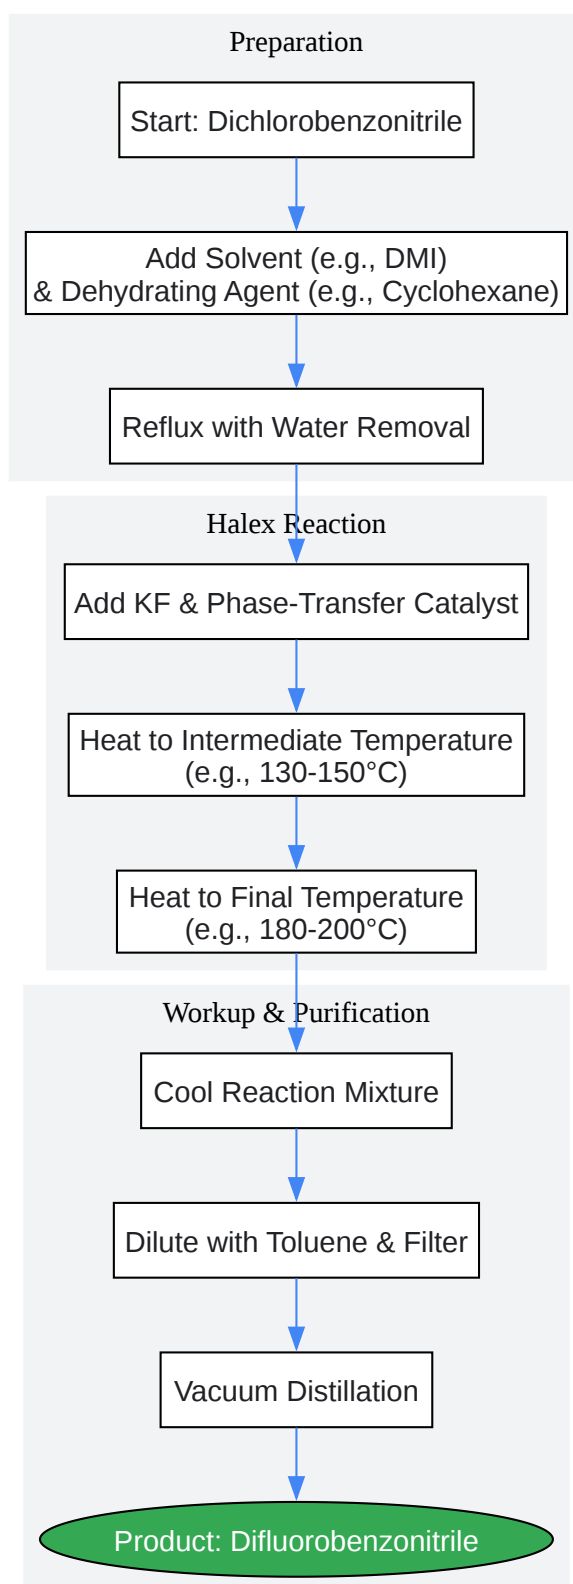 Preparation
Start: Dichlorobenzonitrile
Add Solvent (e.g., DMI)
& Dehydrating Agent (e.g., Cyclohexane)
Reflux with Water Removal
Halex Reaction
Add KF & Phase-Transfer Catalyst
Heat to Intermediate Temperature
(e.g., 130-150°C)
Heat to Final Temperature
(e.g., 180-200°C)
Workup & Purification
Cool Reaction Mixture
Dilute with Toluene & Filter
Vacuum Distillation
Product: Difluorobenzonitrile